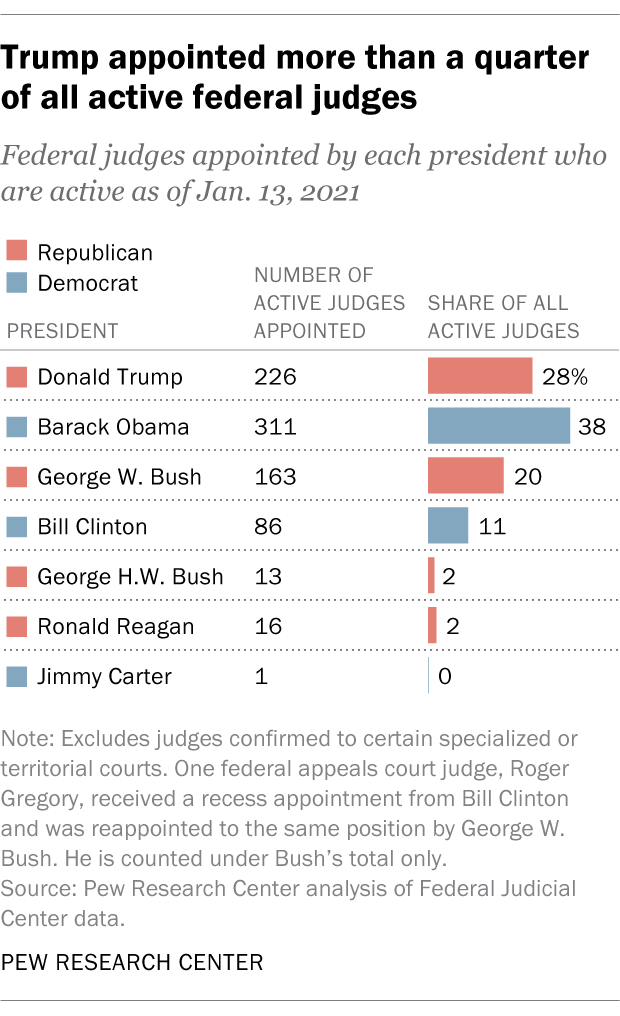 Trump appointed more than a quarter
of all active federal judges
Federal judges appointed by each president who
are active as of Jan. 13, 2021
Republican
Democrat
PRESIDENT
NUMBER OF
ACTIVE JUDGES
APPOINTED
SHARE OF ALL
ACTIVE JUDGES
Donald Trump 226 28%
Barack Obama 311 38
George W. Bush 163 20
Bill Clinton 86 11
George H.W. Bush 13 2
Ronald Reagan 16 2
Jimmy Carter 1 0
Note: Excludes judges confirmed to certain specialized or
territorial courts. One federal appeals court judge, Roger
Gregory, received a recess appointment from Bill Clinton
and was reappointed to the same position by George W.
Bush. He is counted under Bush’s total only.
Source: Pew Research Center analysis of Federal Judicial
Center data.
PEW RESEARCH CENTER